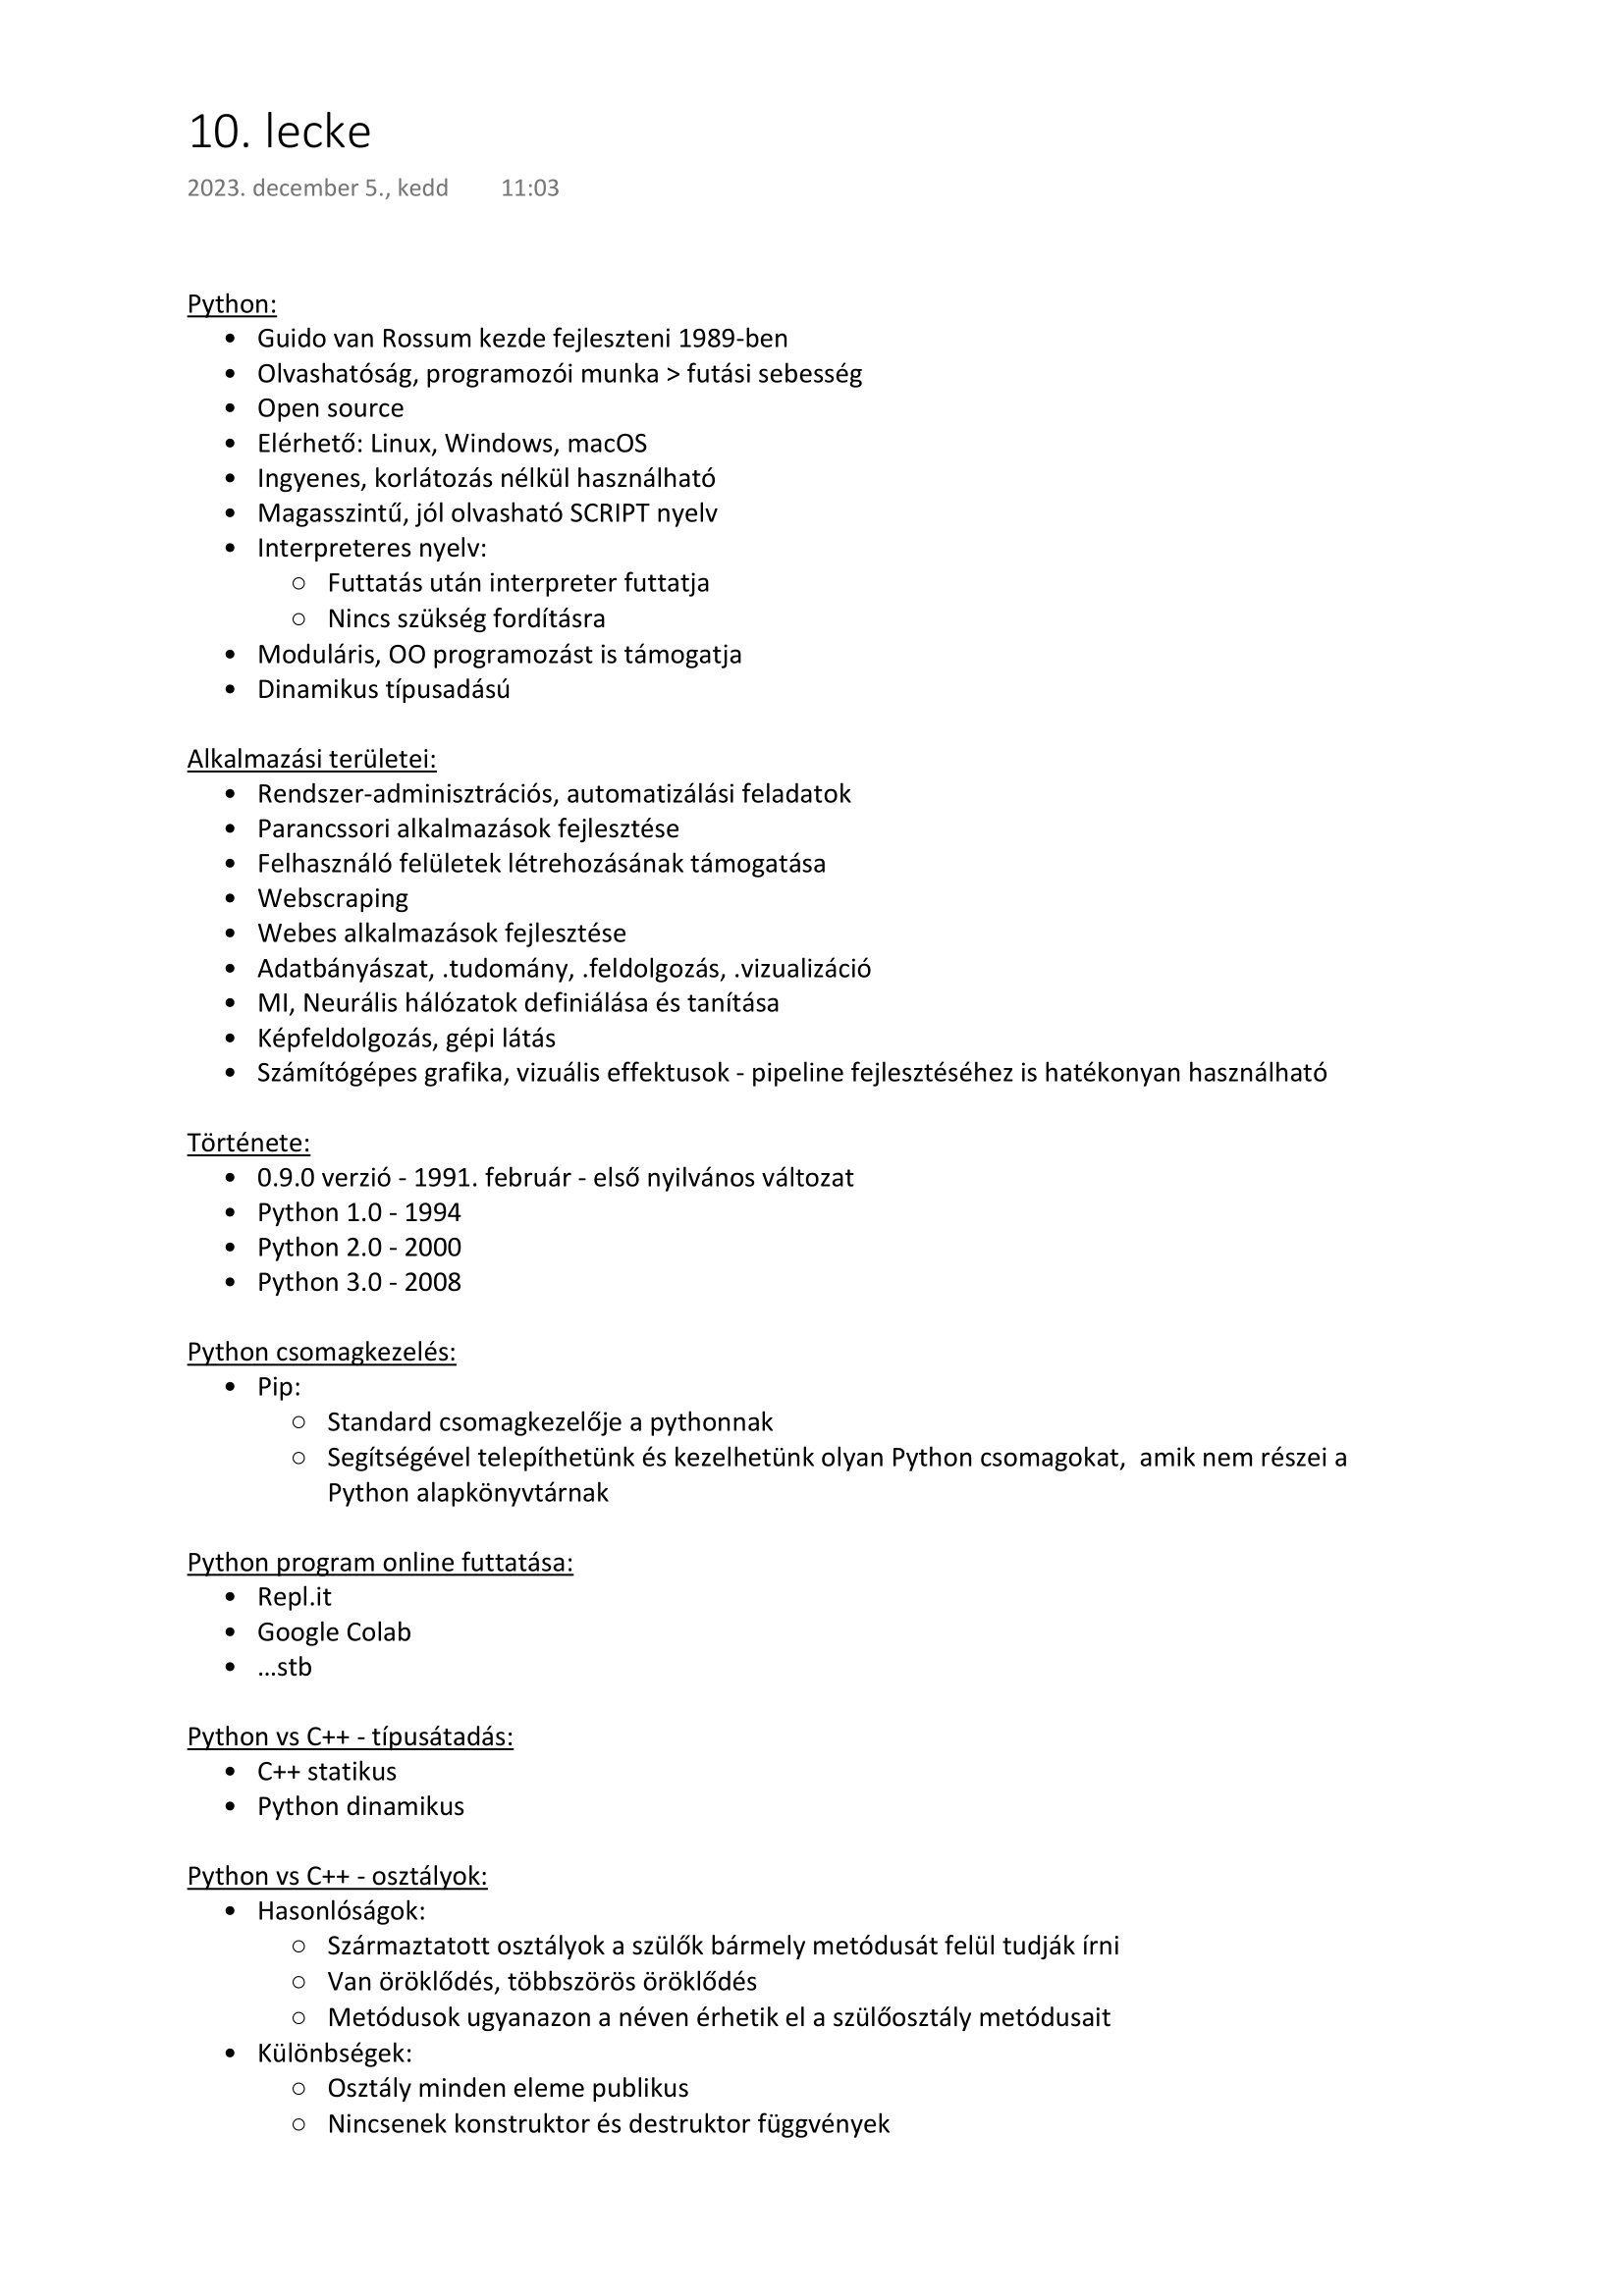 10. lecke
2023. december 5., kedd 11:03
Python:
• Guido van Rossum kezde fejleszteni 1989-ben
• Olvashatóság, programozói munka > futási sebesség
• Open source
• Elérhető: Linux, Windows, macOS
• Ingyenes, korlátozás nélkül használható
• Magasszintű, jól olvasható SCRIPT nyelv
• Interpreteres nyelv:
○ Futtatás után interpreter futtatja
○ Nincs szükség fordításra
• Moduláris, OO programozást is támogatja
• Dinamikus típusadású
Alkalmazási területei:
• Rendszer-adminisztrációs, automatizálási feladatok
• Parancssori alkalmazások fejlesztése
• Felhasználó felületek létrehozásának támogatása
• Webscraping
• Webes alkalmazások fejlesztése
• Adatbányászat, .tudomány, .feldolgozás, .vizualizáció
• MI, Neurális hálózatok definiálása és tanítása
• Képfeldolgozás, gépi látás
• Számítógépes grafika, vizuális effektusok - pipeline fejlesztéséhez is hatékonyan használható
Története:
• 0.9.0 verzió - 1991. február - első nyilvános változat
• Python 1.0 - 1994
• Python 2.0 - 2000
• Python 3.0 - 2008
Python csomagkezelés:
• Pip:
○ Standard csomagkezelője a pythonnak
○ Segítségével telepíthetünk és kezelhetünk olyan Python csomagokat,  amik nem részei a
Python alapkönyvtárnak
Python program online futtatása:
• Repl.it
• Google Colab
• …stb
Python vs C++ - típusátadás:
• C++ statikus
• Python dinamikus
Python vs C++ - osztályok:
• Hasonlóságok:
○ Származtatott osztályok a szülők bármely metódusát felül tudják írni
○ Van öröklődés, többszörös öröklődés
○ Metódusok ugyanazon a néven érhetik el a szülőosztály metódusait
• Különbségek:
○ Osztály minden eleme publikus
○ Nincsenek konstruktor és destruktor függvények